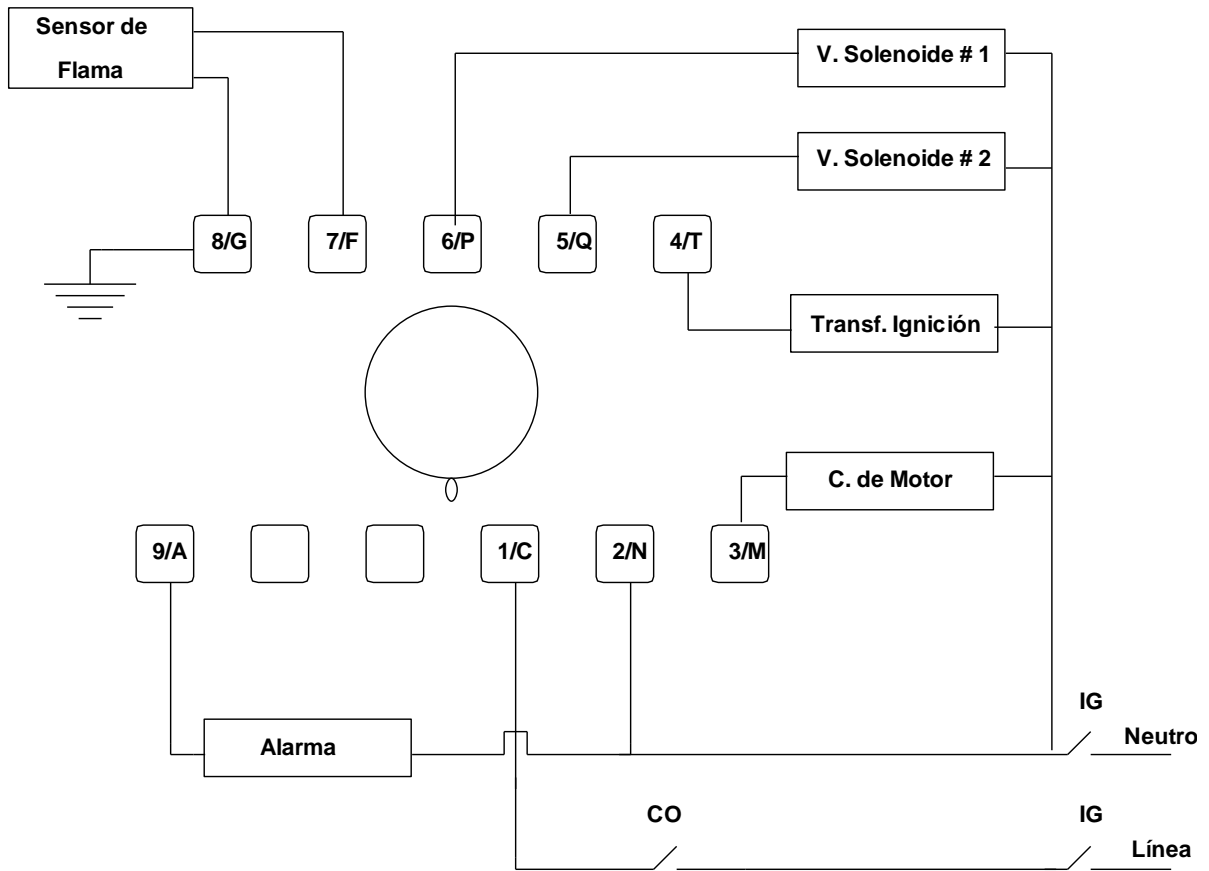 Sensor de
Flama
V. Solenoide # 1
V. Solenoide # 2
8/G
7/F
6/P
5/Q
4/T
Transf. Ignición
C. de Motor
9/A
1/C
2/N
3/M
IG
Neutro
Alarma
CO
IG
Línea